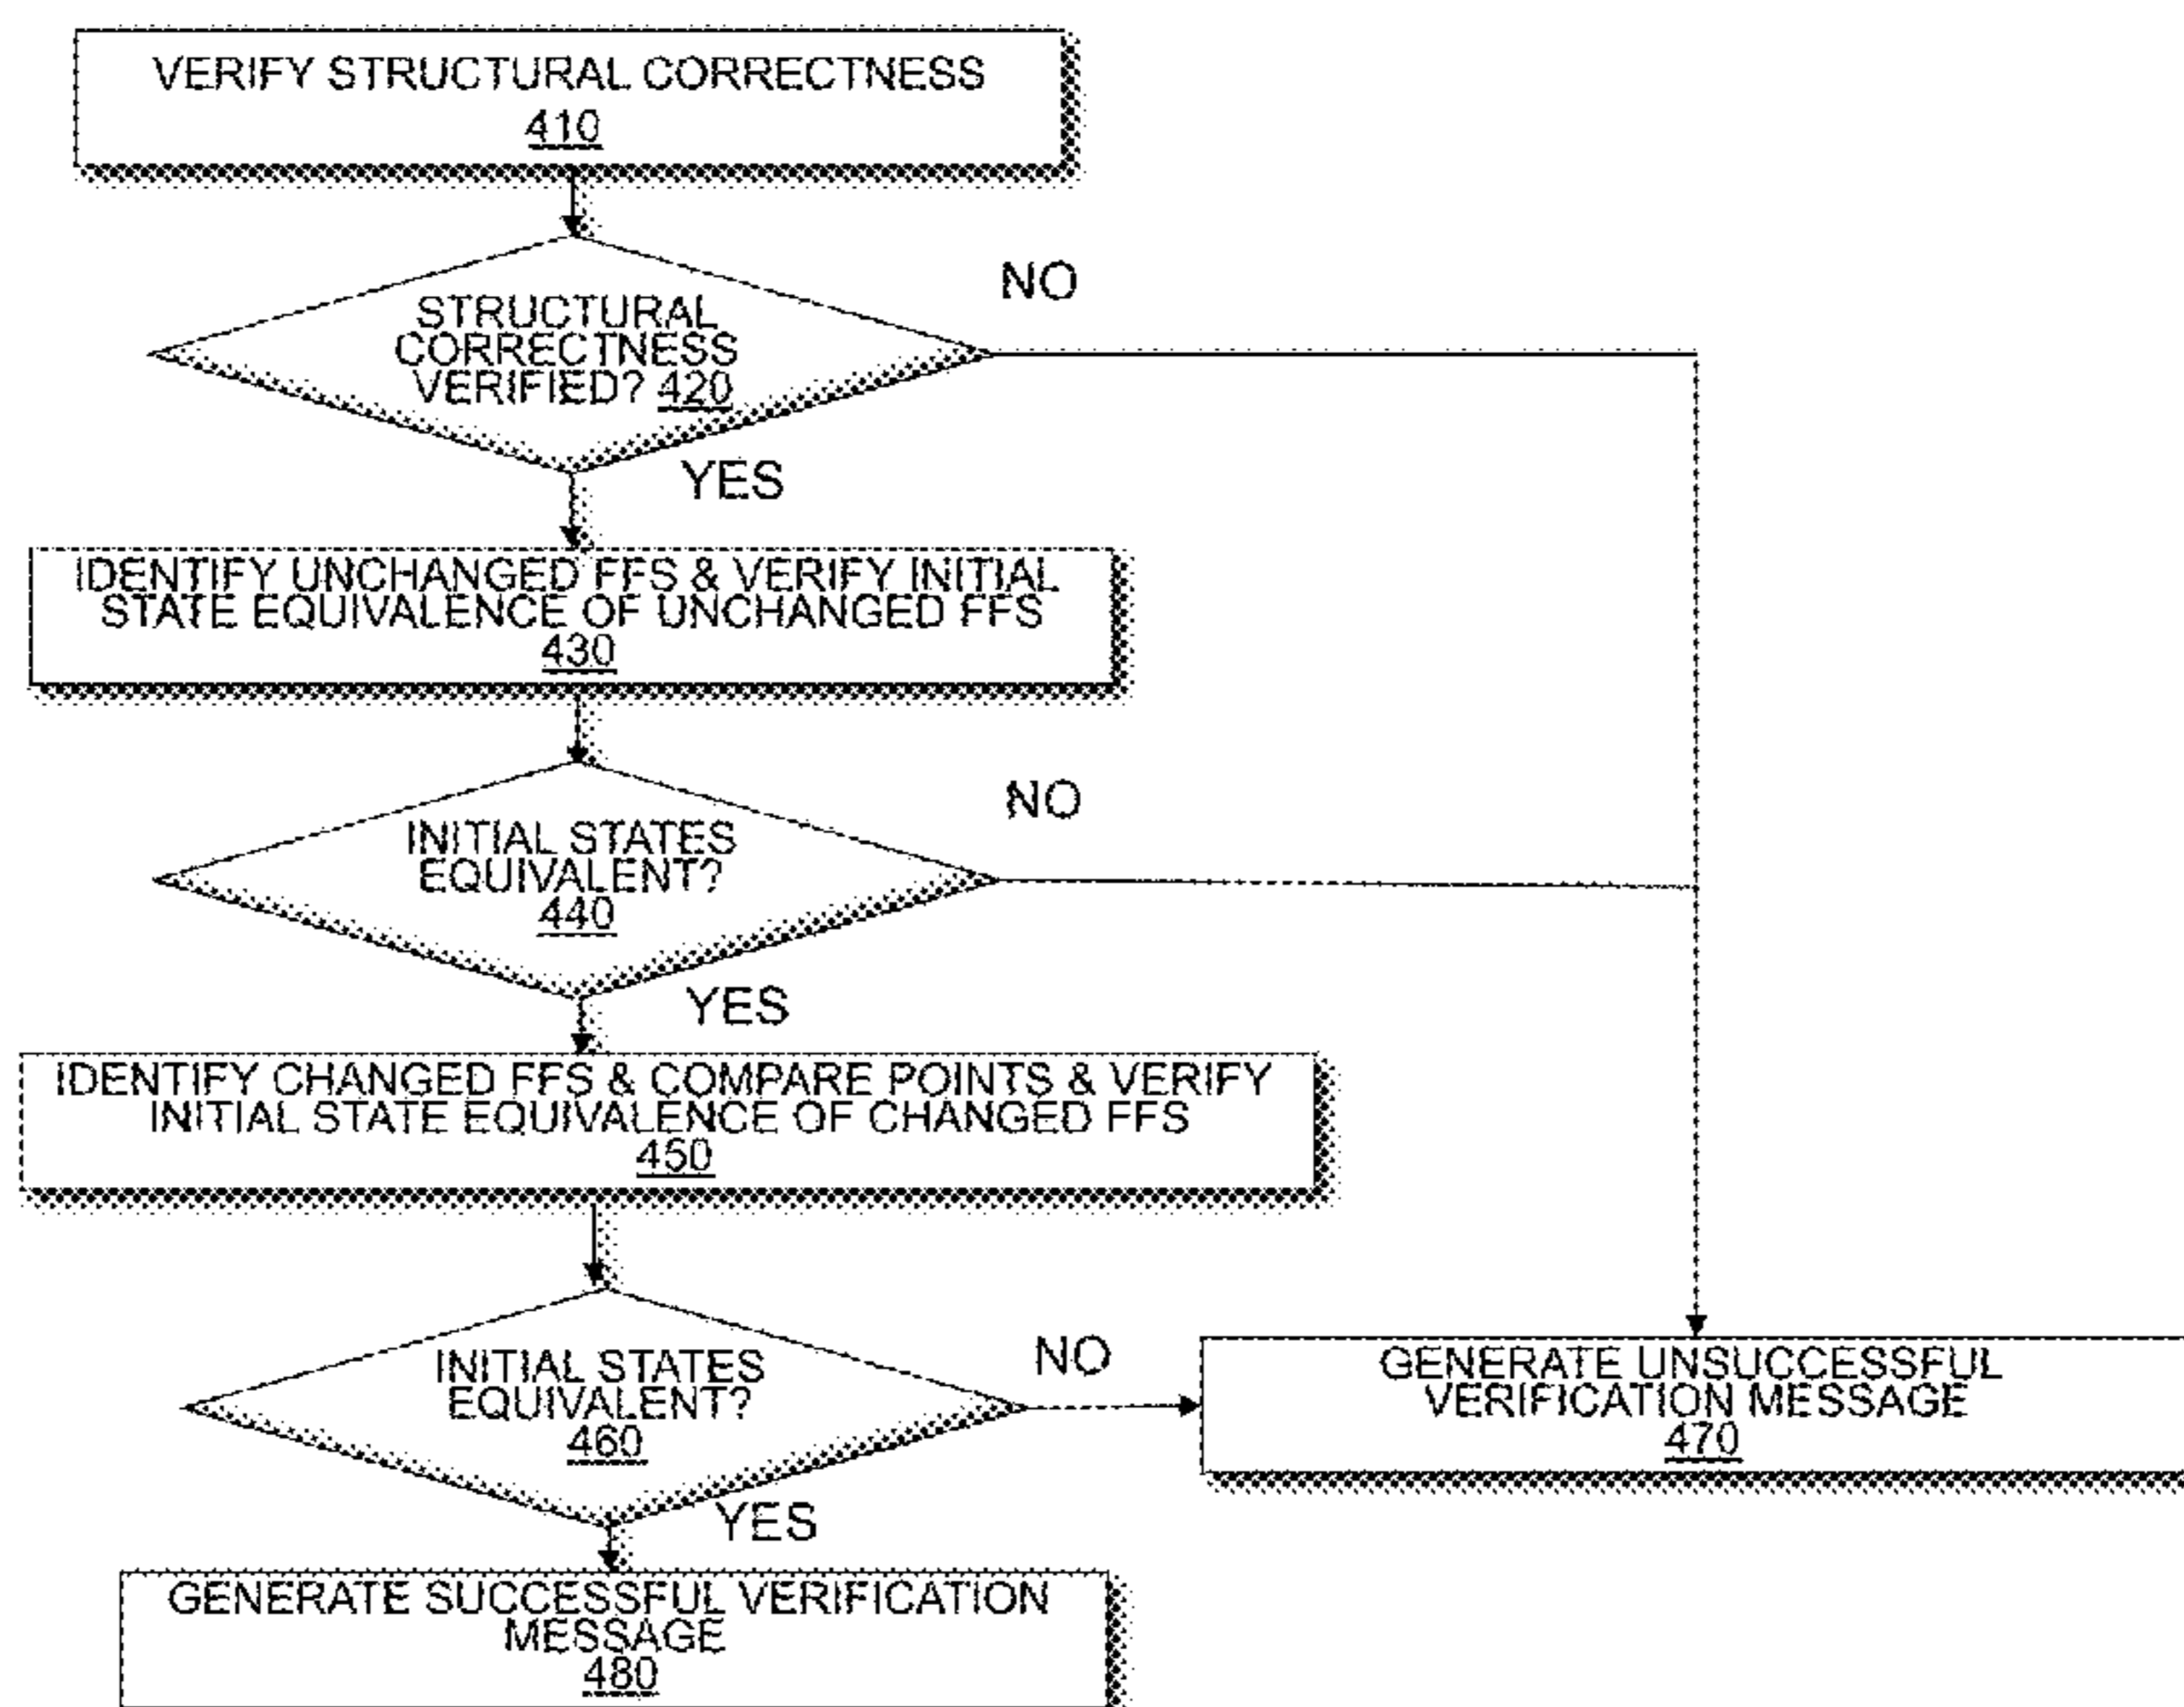 VERIFY STRUCTURAL CORRECTNESS
410
NO
STRUCTURAL
CORRECTNESS
VERIFIED? 420
YES
IDENTIFY UNCHANGED FFS & VERIFY INITIAL
STATE EQUIVALENCE OF UNCHANGED FFS
430
NO
INITIAL STATES
EQUIVALENT?
440
YES
IDENTIFY CHANGED FFS & COMPARE POINTS & VERIFY
INITIAL STATE EQUIVALENCE OF CHANGED FFS
450
INITIAL STATES
EQUIVALENT?
460
NO
GENERATE UNSUCCESSFUL
VERIFICATION MESSAGE
470
YES
GENERATE SUCCESSFUL VERIFICATION
MESSAGE
480